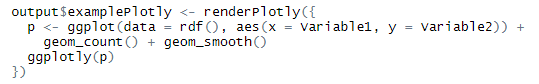 output$examplePlotly <- renderPlotly({
  p <- ggplot(data = rdf(), aes(x = Variable1, y = Variable2)) +
    geom_count() + geom_smooth()
  ggplotly(p)
})